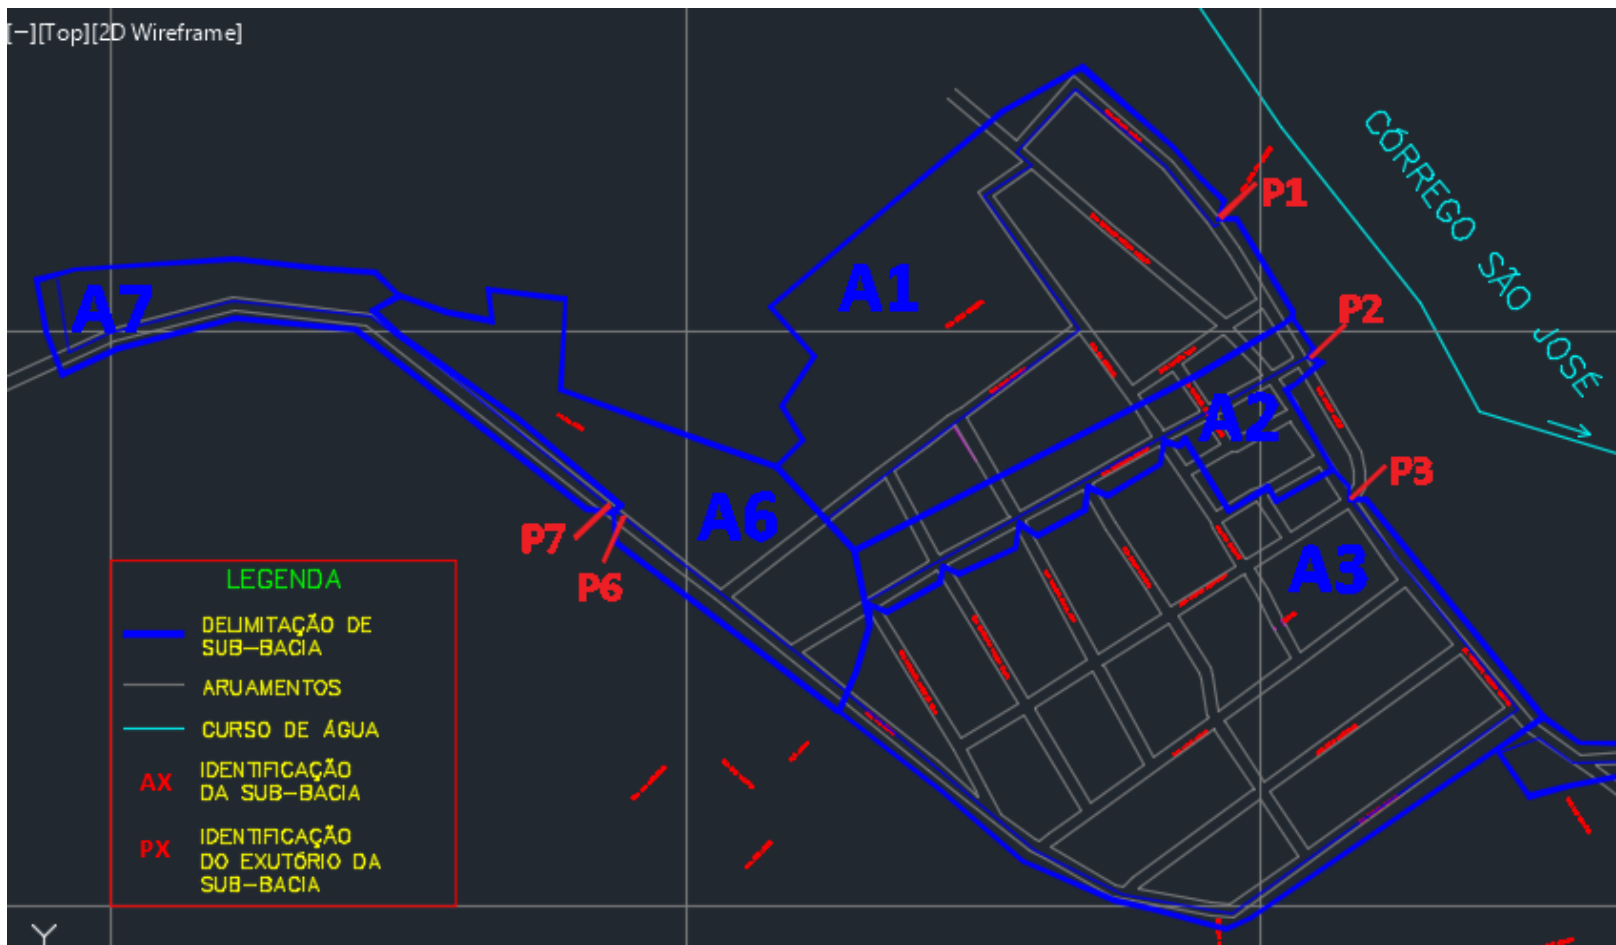 [−][Top][2D Wireframe]
P1
CÓRREGO SÃO JOSÉ
A1
A7
P2
A2
P3
A6
P7
A3
P6
LEGENDA
DELIMITAÇÃO DE
SUB-BACIA
ARUAMENTOS
CURSO DE ÁGUA
AX
IDENTIFICAÇÃO
DA SUB-BACIA
PX
IDENTIFICAÇÃO
DO EXUTÓRIO DA
SUB-BACIA
Y